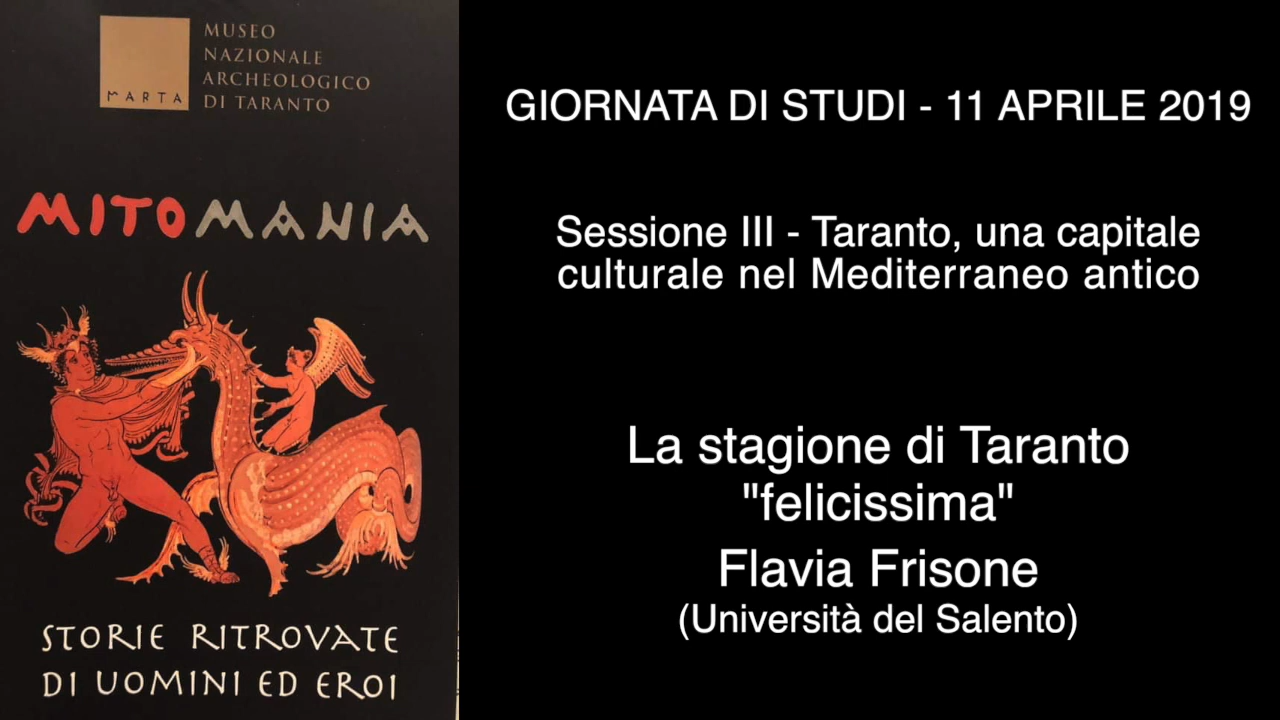 MARTA
MUSEO
NAZIONALE
ARCHEOLOGICO
DI TARANTO
MITOMANIA
STORIE RITROVATE
DI UOMINI ED EROI
GIORNATA DI STUDI - 11 APRILE 2019
Sessione III - Taranto, una capitale
culturale nel Mediterraneo antico
La stagione di Taranto
"felicissima"
Flavia Frisone
(Università del Salento)